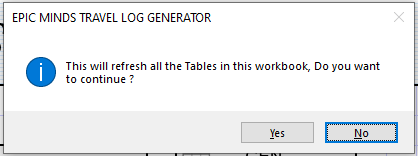 EPIC MINDS TRAVEL LOG GENERATOR
This will refresh all the Tables in this workbook, Do you want
to continue ?
Yes
No